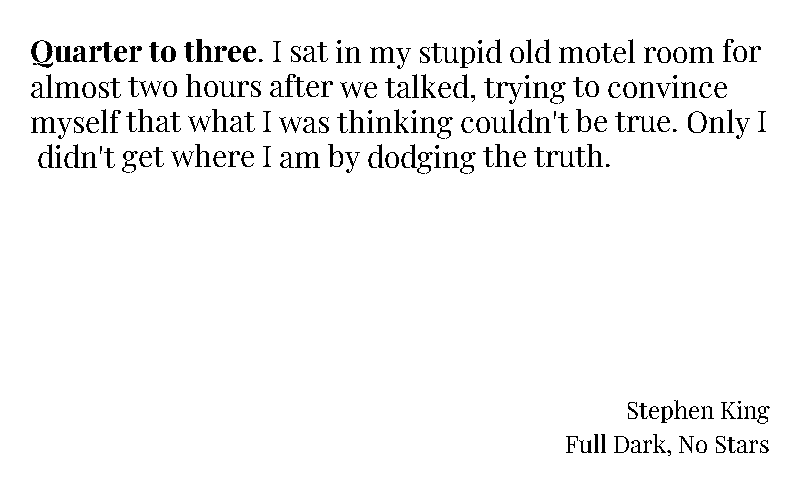 Quarter to three. I sat in my stupid old motel room for
almost two hours after we talked, trying to convince
myself that what I was thinking couldn't be true. Only I
didn't get where I am by dodging the truth.
Stephen King
Full Dark, No Stars